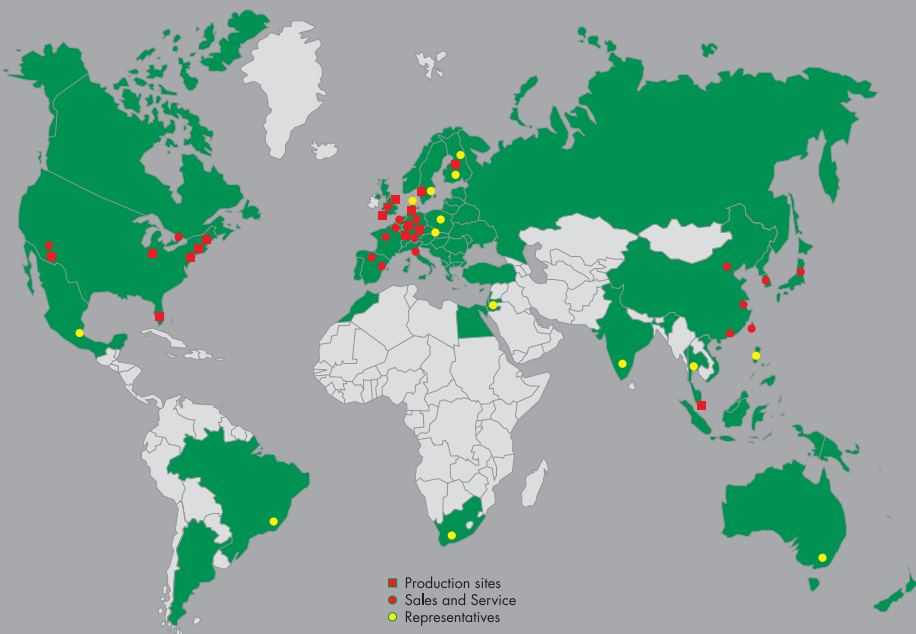 Production sites
Sales and Service
Representatives